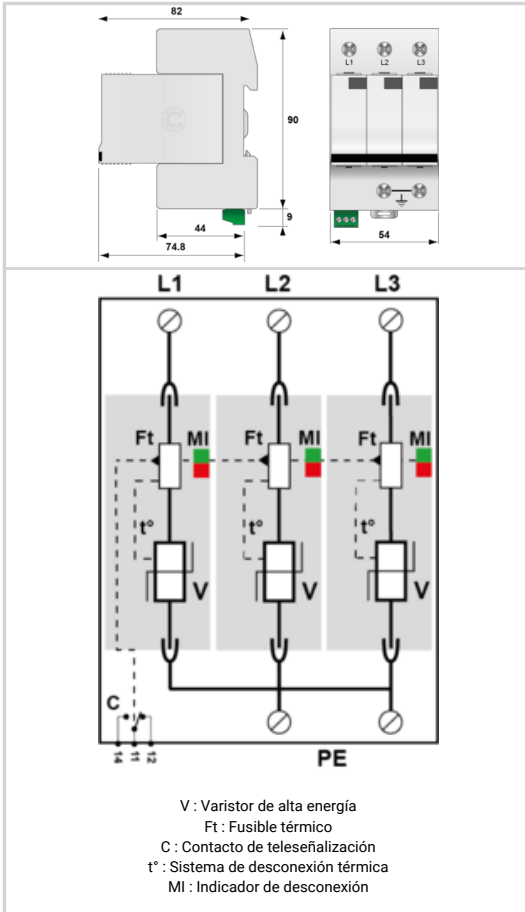 82
L1 L2 L3
90
9
44
54
74.8
L1 L2 L3
Ft MI Ft MI Ft MI
t° t° t°
V V V
C
14 11 12
PE
V : Varistor de alta energía
Ft : Fusible térmico
C : Contacto de teleseñalización
t° : Sistema de desconexión térmica
MI : Indicador de desconexión